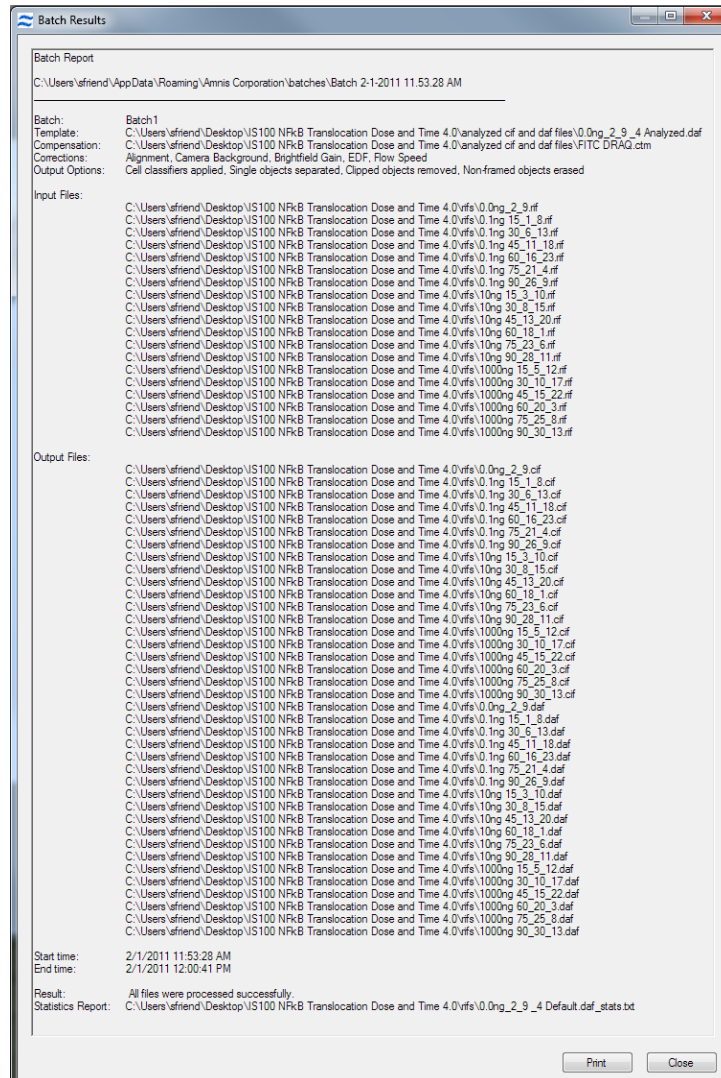 Batch Results
Batch Report
C:\Users\sfriend\AppData\Roaming\Amnis Corporation\batches\Batch 2-1-2011 11.53.28 AM
Batch: Batch1
Template: C:\Users\sfriend\Desktop\IS100 NFkB Translocation Dose and Time 4.0\analyzed cif and daf files\0.0ng_2_9 _4 Analyzed.daf
Compensation: C:\Users\sfriend\Desktop\IS100 NFkB Translocation Dose and Time 4.0\analyzed cif and daf files\FITC DRAQ.ctm
Corrections: Alignment, Camera Background, Brightfield Gain, EDF, Flow Speed
Output Options: Cell classifiers applied, Single objects separated, Clipped objects removed, Non-framed objects erased
Input Files:
C:\Users\sfriend\Desktop\IS100 NFkB Translocation Dose and Time 4.0\rifs\0.0ng_2_9.rif
C:\Users\sfriend\Desktop\IS100 NFkB Translocation Dose and Time 4.0\rifs\0.1ng 15_1_8.rif
C:\Users\sfriend\Desktop\IS100 NFkB Translocation Dose and Time 4.0\rifs\0.1ng 30_6_13.rif
C:\Users\sfriend\Desktop\IS100 NFkB Translocation Dose and Time 4.0\rifs\0.1ng 45_11_18.rif
C:\Users\sfriend\Desktop\IS100 NFkB Translocation Dose and Time 4.0\rifs\0.1ng 60_16_23.rif
C:\Users\sfriend\Desktop\IS100 NFkB Translocation Dose and Time 4.0\rifs\0.1ng 75_21_4.rif
C:\Users\sfriend\Desktop\IS100 NFkB Translocation Dose and Time 4.0\rifs\0.1ng 90_26_9.rif
C:\Users\sfriend\Desktop\IS100 NFkB Translocation Dose and Time 4.0\rifs\10ng 15_3_10.rif
C:\Users\sfriend\Desktop\IS100 NFkB Translocation Dose and Time 4.0\rifs\10ng 30_8_15.rif
C:\Users\sfriend\Desktop\IS100 NFkB Translocation Dose and Time 4.0\rifs\10ng 45_13_20.rif
C:\Users\sfriend\Desktop\IS100 NFkB Translocation Dose and Time 4.0\rifs\10ng 60_18_1.rif
C:\Users\sfriend\Desktop\IS100 NFkB Translocation Dose and Time 4.0\rifs\10ng 75_23_6.rif
C:\Users\sfriend\Desktop\IS100 NFkB Translocation Dose and Time 4.0\rifs\10ng 90_28_11.rif
C:\Users\sfriend\Desktop\IS100 NFkB Translocation Dose and Time 4.0\rifs\1000ng 15_5_12.rif
C:\Users\sfriend\Desktop\IS100 NFkB Translocation Dose and Time 4.0\rifs\1000ng 30_10_17.rif
C:\Users\sfriend\Desktop\IS100 NFkB Translocation Dose and Time 4.0\rifs\1000ng 45_15_22.rif
C:\Users\sfriend\Desktop\IS100 NFkB Translocation Dose and Time 4.0\rifs\1000ng 60_20_3.rif
C:\Users\sfriend\Desktop\IS100 NFkB Translocation Dose and Time 4.0\rifs\1000ng 75_25_8.rif
C:\Users\sfriend\Desktop\IS100 NFkB Translocation Dose and Time 4.0\rifs\1000ng 90_30_13.rif
Output Files:
C:\Users\sfriend\Desktop\IS100 NFkB Translocation Dose and Time 4.0\rifs\0.0ng_2_9.cif
C:\Users\sfriend\Desktop\IS100 NFkB Translocation Dose and Time 4.0\rifs\0.1ng 15_1_8.cif
C:\Users\sfriend\Desktop\IS100 NFkB Translocation Dose and Time 4.0\rifs\0.1ng 30_6_13.cif
C:\Users\sfriend\Desktop\IS100 NFkB Translocation Dose and Time 4.0\rifs\0.1ng 45_11_18.cif
C:\Users\sfriend\Desktop\IS100 NFkB Translocation Dose and Time 4.0\rifs\0.1ng 60_16_23.cif
C:\Users\sfriend\Desktop\IS100 NFkB Translocation Dose and Time 4.0\rifs\0.1ng 75_21_4.cif
C:\Users\sfriend\Desktop\IS100 NFkB Translocation Dose and Time 4.0\rifs\0.1ng 90_26_9.cif
C:\Users\sfriend\Desktop\IS100 NFkB Translocation Dose and Time 4.0\rifs\10ng 15_3_10.cif
C:\Users\sfriend\Desktop\IS100 NFkB Translocation Dose and Time 4.0\rifs\10ng 30_8_15.cif
C:\Users\sfriend\Desktop\IS100 NFkB Translocation Dose and Time 4.0\rifs\10ng 45_13_20.cif
C:\Users\sfriend\Desktop\IS100 NFkB Translocation Dose and Time 4.0\rifs\10ng 60_18_1.cif
C:\Users\sfriend\Desktop\IS100 NFkB Translocation Dose and Time 4.0\rifs\10ng 75_23_6.cif
C:\Users\sfriend\Desktop\IS100 NFkB Translocation Dose and Time 4.0\rifs\10ng 90_28_11.cif
C:\Users\sfriend\Desktop\IS100 NFkB Translocation Dose and Time 4.0\rifs\1000ng 15_5_12.cif
C:\Users\sfriend\Desktop\IS100 NFkB Translocation Dose and Time 4.0\rifs\1000ng 30_10_17.cif
C:\Users\sfriend\Desktop\IS100 NFkB Translocation Dose and Time 4.0\rifs\1000ng 45_15_22.cif
C:\Users\sfriend\Desktop\IS100 NFkB Translocation Dose and Time 4.0\rifs\1000ng 60_20_3.cif
C:\Users\sfriend\Desktop\IS100 NFkB Translocation Dose and Time 4.0\rifs\1000ng 75_25_8.cif
C:\Users\sfriend\Desktop\IS100 NFkB Translocation Dose and Time 4.0\rifs\1000ng 90_30_13.cif
C:\Users\sfriend\Desktop\IS100 NFkB Translocation Dose and Time 4.0\rifs\0.0ng_2_9.daf
C:\Users\sfriend\Desktop\IS100 NFkB Translocation Dose and Time 4.0\rifs\0.1ng 15_1_8.daf
C:\Users\sfriend\Desktop\IS100 NFkB Translocation Dose and Time 4.0\rifs\0.1ng 30_6_13.daf
C:\Users\sfriend\Desktop\IS100 NFkB Translocation Dose and Time 4.0\rifs\0.1ng 45_11_18.daf
C:\Users\sfriend\Desktop\IS100 NFkB Translocation Dose and Time 4.0\rifs\0.1ng 60_16_23.daf
C:\Users\sfriend\Desktop\IS100 NFkB Translocation Dose and Time 4.0\rifs\0.1ng 75_21_4.daf
C:\Users\sfriend\Desktop\IS100 NFkB Translocation Dose and Time 4.0\rifs\0.1ng 90_26_9.daf
C:\Users\sfriend\Desktop\IS100 NFkB Translocation Dose and Time 4.0\rifs\10ng 15_3_10.daf
C:\Users\sfriend\Desktop\IS100 NFkB Translocation Dose and Time 4.0\rifs\10ng 30_8_15.daf
C:\Users\sfriend\Desktop\IS100 NFkB Translocation Dose and Time 4.0\rifs\10ng 45_13_20.daf
C:\Users\sfriend\Desktop\IS100 NFkB Translocation Dose and Time 4.0\rifs\10ng 60_18_1.daf
C:\Users\sfriend\Desktop\IS100 NFkB Translocation Dose and Time 4.0\rifs\10ng 75_23_6.daf
C:\Users\sfriend\Desktop\IS100 NFkB Translocation Dose and Time 4.0\rifs\10ng 90_28_11.daf
C:\Users\sfriend\Desktop\IS100 NFkB Translocation Dose and Time 4.0\rifs\1000ng 15_5_12.daf
C:\Users\sfriend\Desktop\IS100 NFkB Translocation Dose and Time 4.0\rifs\1000ng 30_10_17.daf
C:\Users\sfriend\Desktop\IS100 NFkB Translocation Dose and Time 4.0\rifs\1000ng 45_15_22.daf
C:\Users\sfriend\Desktop\IS100 NFkB Translocation Dose and Time 4.0\rifs\1000ng 60_20_3.daf
C:\Users\sfriend\Desktop\IS100 NFkB Translocation Dose and Time 4.0\rifs\1000ng 75_25_8.daf
C:\Users\sfriend\Desktop\IS100 NFkB Translocation Dose and Time 4.0\rifs\1000ng 90_30_13.daf
Start time: 2/1/2011 11:53:28 AM
End time: 2/1/2011 12:00:41 PM
Result: All files were processed successfully.
Statistics Report: C:\Users\sfriend\Desktop\IS100 NFkB Translocation Dose and Time 4.0\rifs\0.0ng_2_9 _4 Default.daf_stats.txt
Print Close